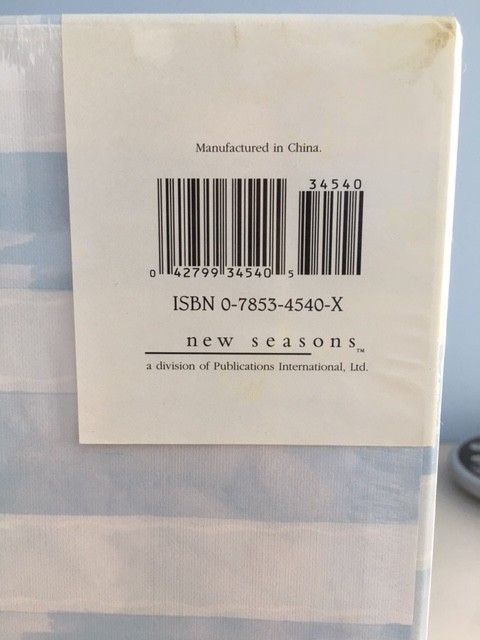 Manufactured in China.
34540
0 42799 34540 5
ISBN 0-7853-4540-X
new seasons™
a division of Publications International, Ltd.